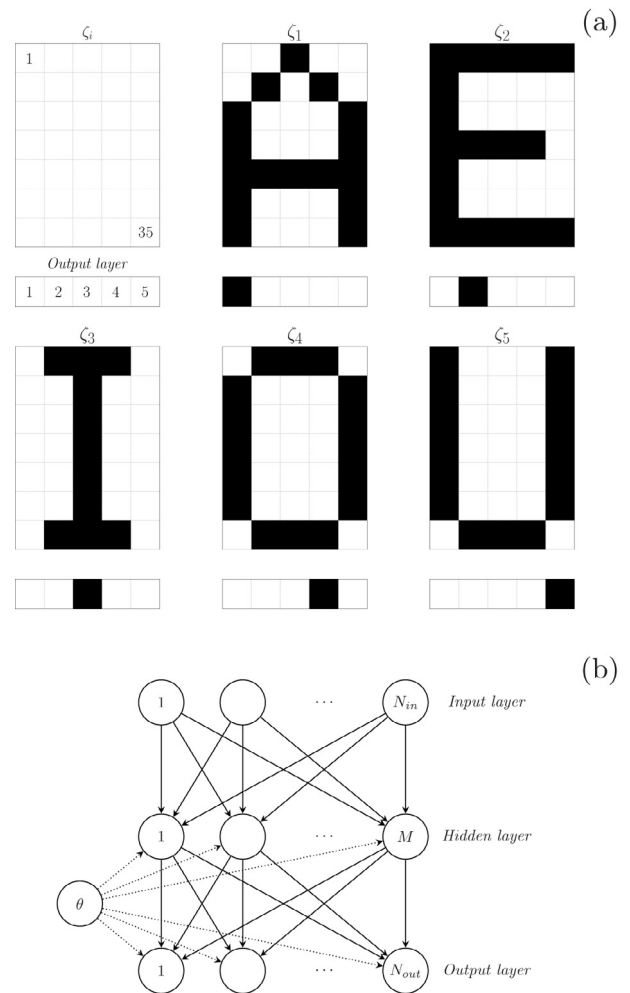 (a)
ζi ζ1 ζ2
1
35
Output layer
1 2 3 4 5
ζ3 ζ4 ζ5
(b)
1 ... Nin Input layer
1 ... M Hidden layer
θ
1 ... Nout Output layer